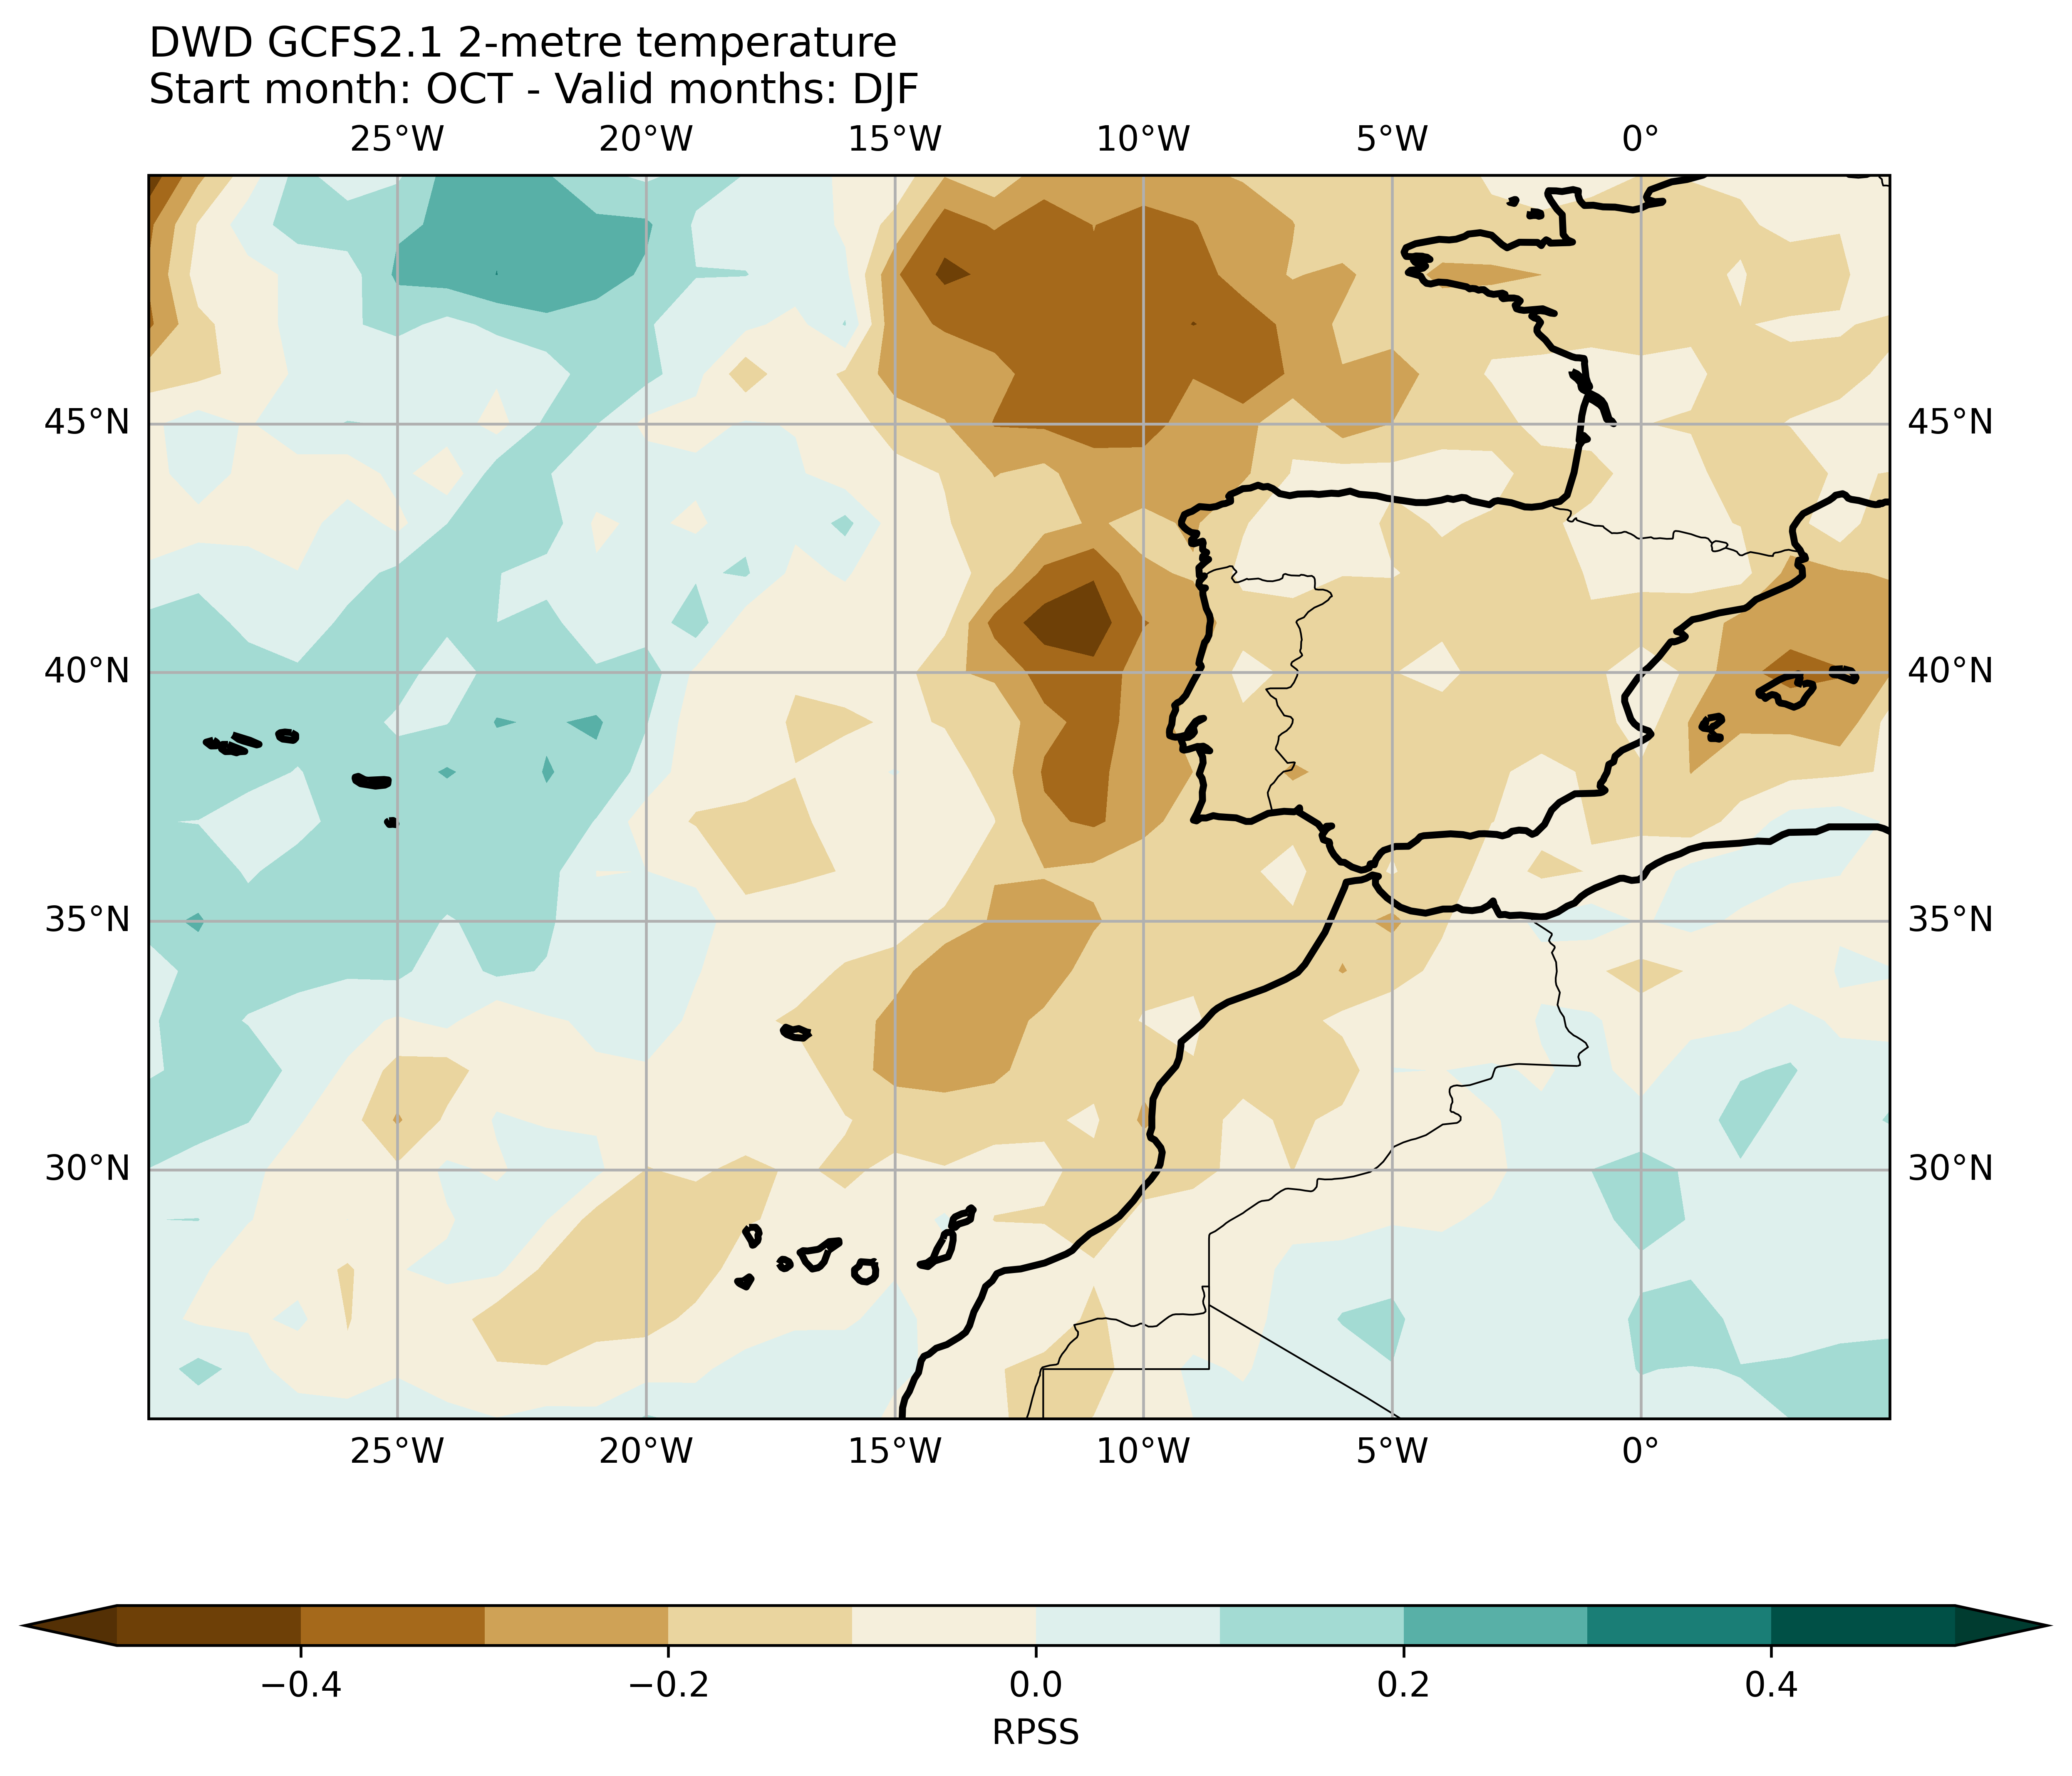 DWD GCFS2.1 2-metre temperature
Start month: OCT - Valid months: DJF
25°W 20°W 15°W 10°W 5°W 0°
45°N 45°N
40°N 40°N
35°N 35°N
30°N 30°N
25°W 20°W 15°W 10°W 5°W 0°
−0.4 −0.2 0.0 0.2 0.4
RPSS